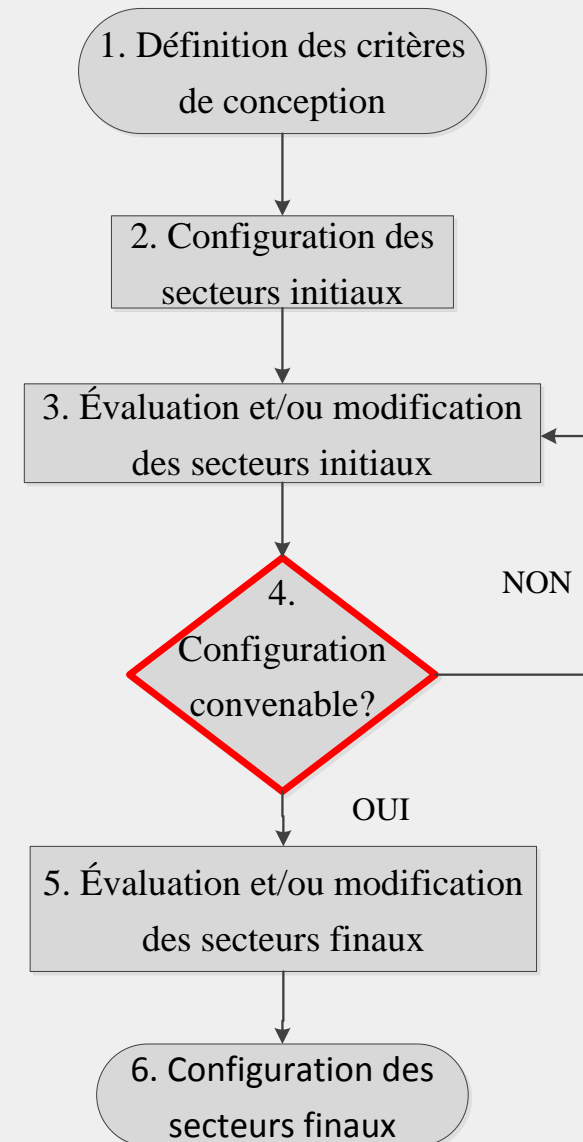 1. Définition des critères
de conception
2. Configuration des
secteurs initiaux
3. Évaluation et/ou modification
des secteurs initiaux
4.
Configuration
convenable?
NON
OUI
5. Évaluation et/ou modification
des secteurs finaux
6. Configuration des
secteurs finaux